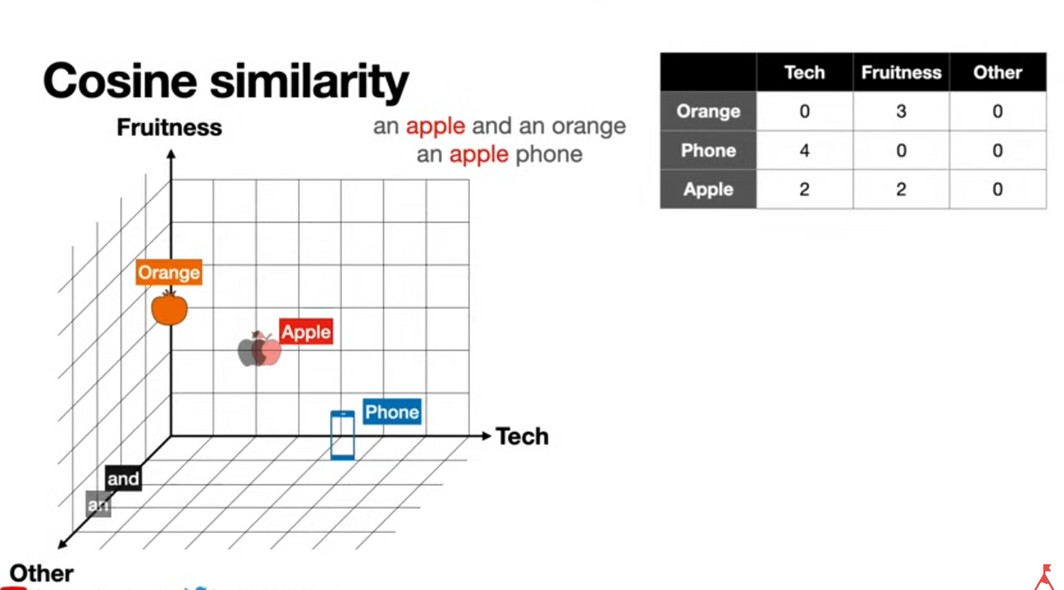 Cosine similarity
Fruitness
an apple and an orange
an apple phone
Tech Fruitness Other
Orange 0 3 0
Phone 4 0 0
Apple 2 2 0
Orange
Apple
Phone
Tech
and
an
Other